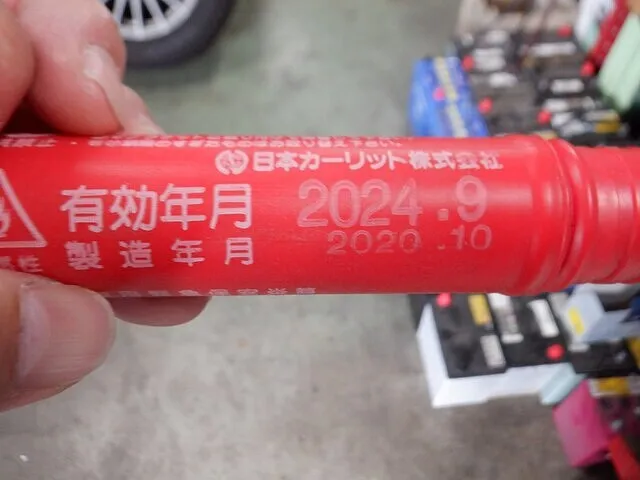 日本カーリット株式会社
有効年月 2024.9
製造年月 2020.10